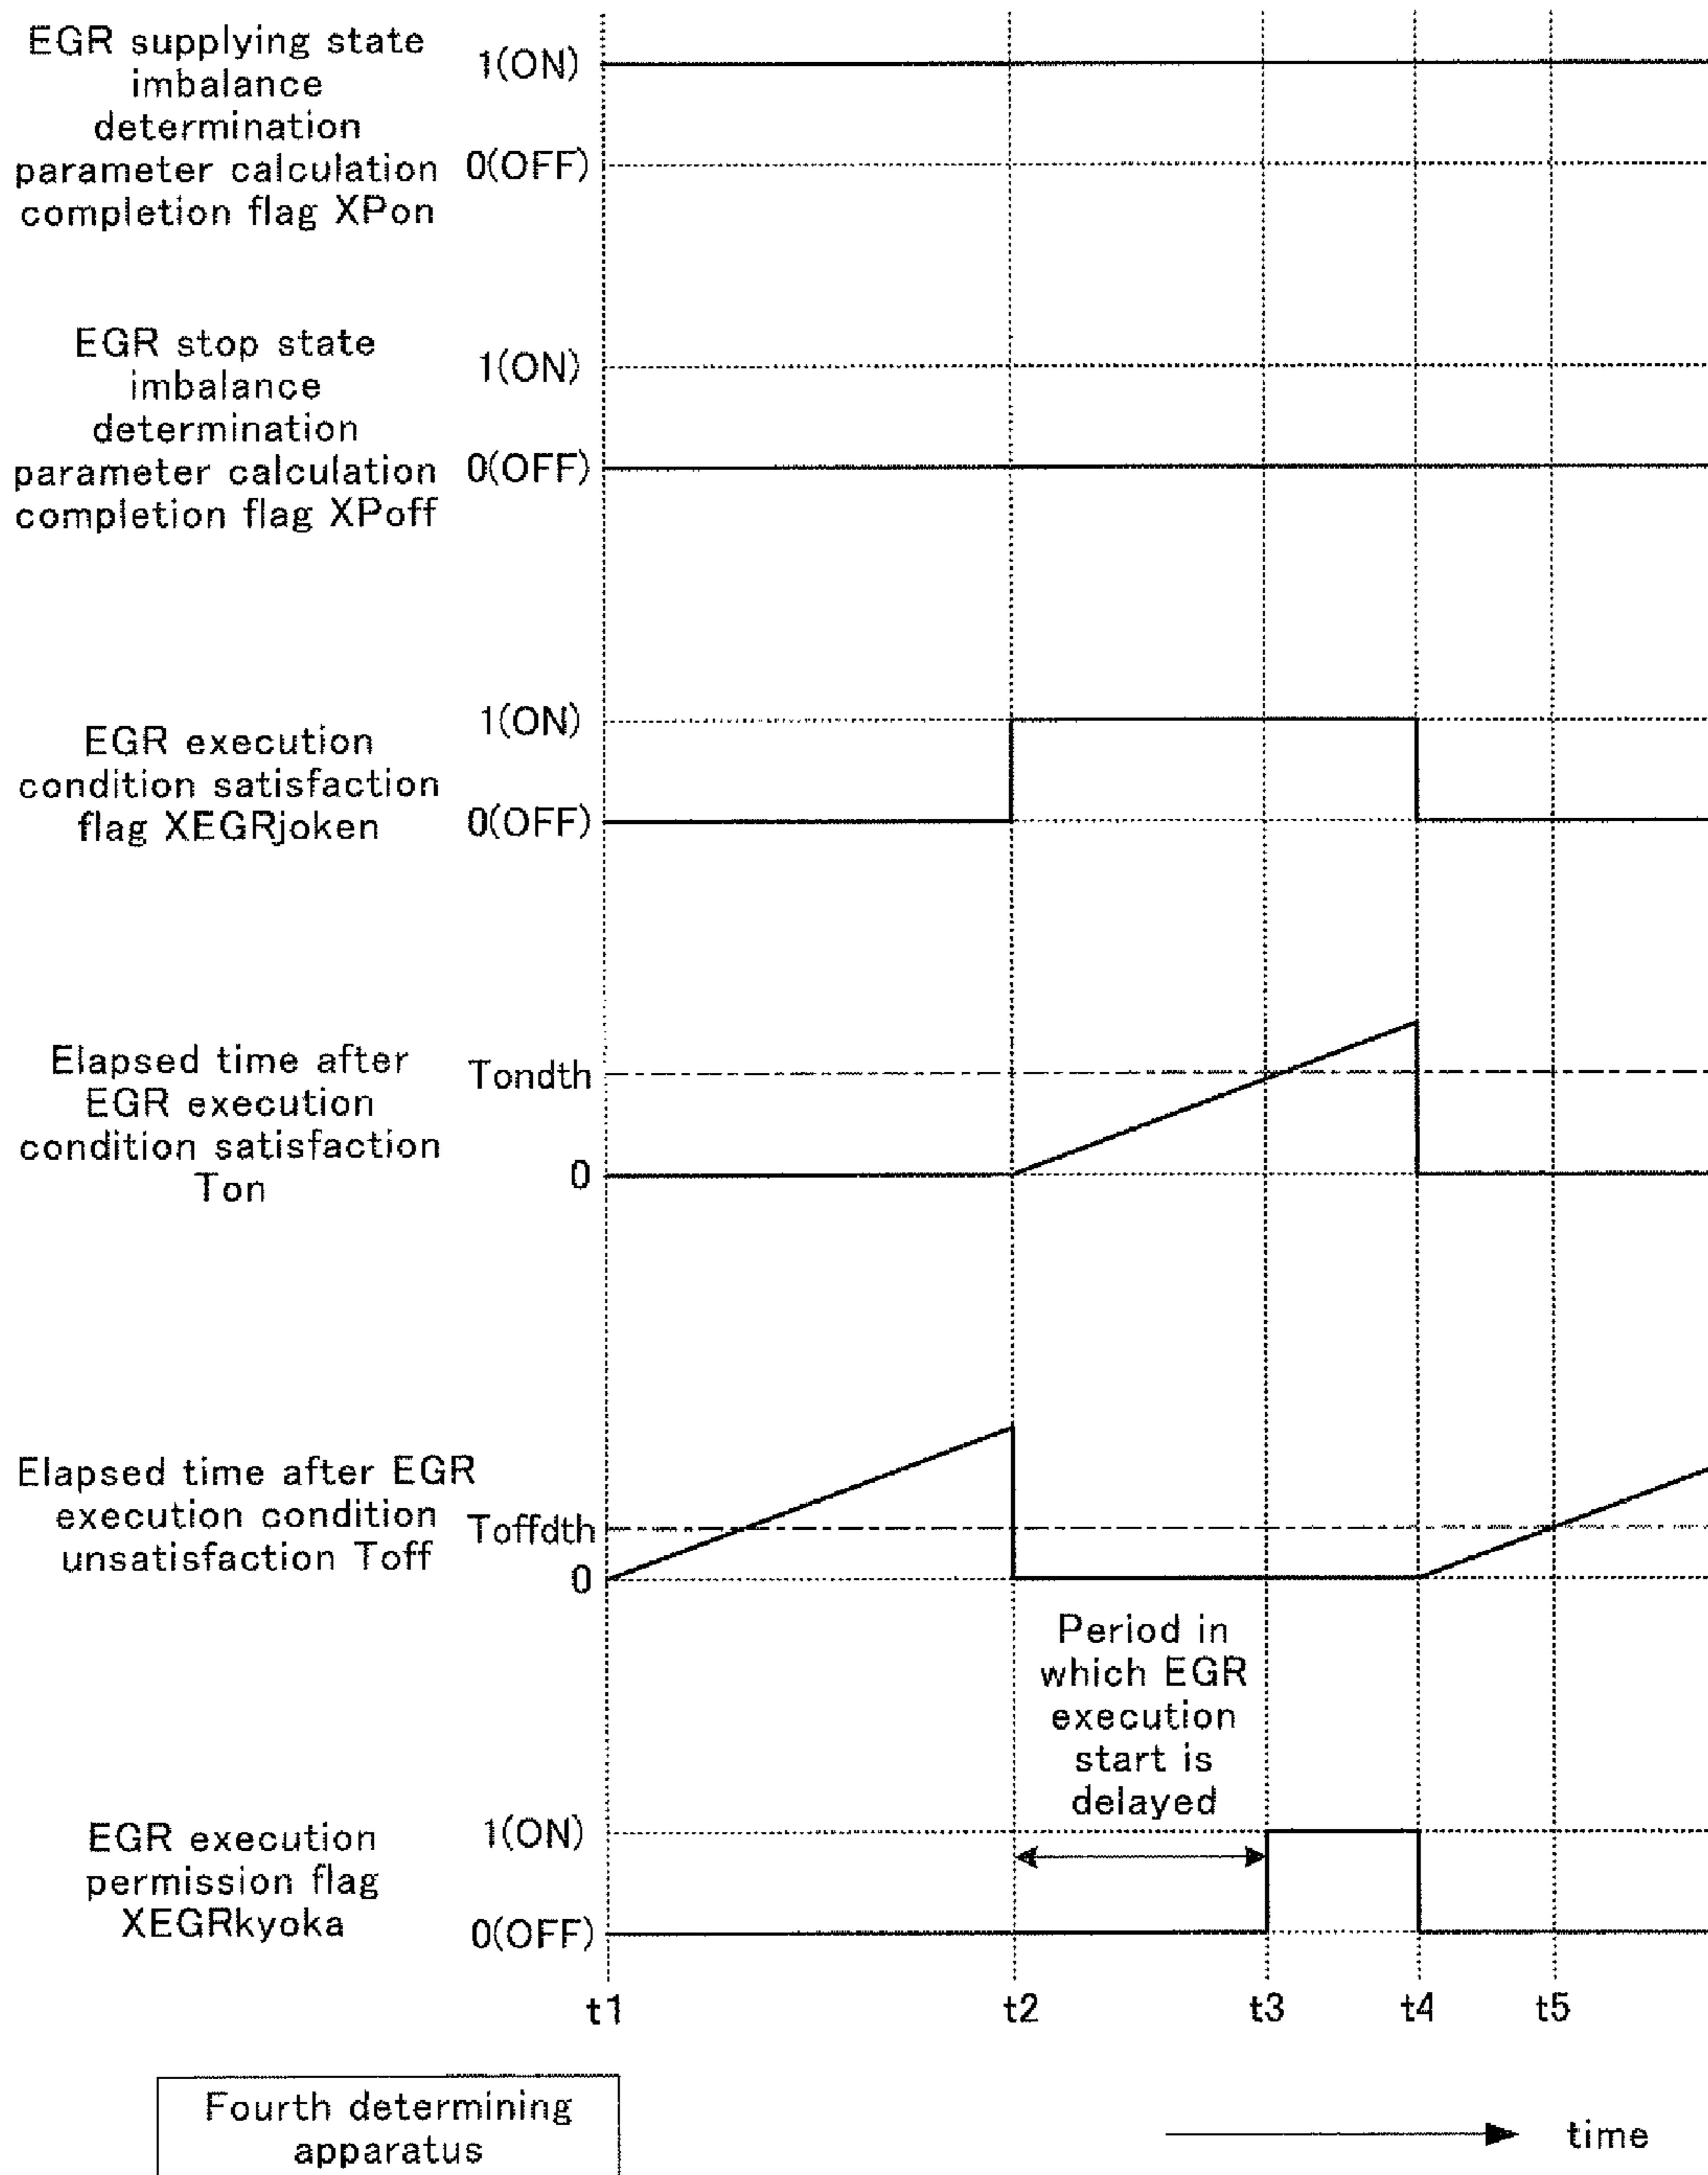 EGR supplying state
imbalance
determination
parameter calculation
completion flag XPon
1(ON)
0(OFF)
EGR stop state
imbalance
determination
parameter calculation
completion flag XPoff
1(ON)
0(OFF)
EGR execution
condition satisfaction
flag XEGRjoken
1(ON)
0(OFF)
Elapsed time after
EGR execution
condition satisfaction
Ton
Tondth
0
Elapsed time after EGR
execution condition
unsatisfaction Toff
Toffdth
0
Period in
which EGR
execution
start is
delayed
EGR execution
permission flag
XEGRkyoka
1(ON)
0(OFF)
t1 t2 t3 t4 t5
Fourth determining
apparatus
time